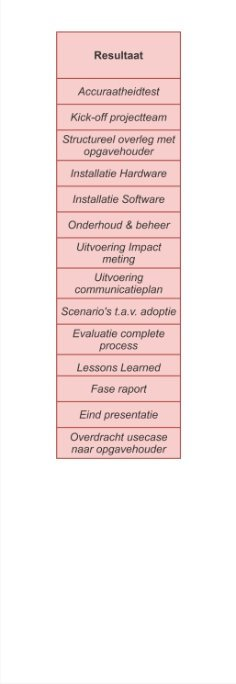 Resultaat
Accuraatheidtest
Kick-off projectteam
Structureel overleg met
opgavehouder
Installatie Hardware
Installatie Software
Onderhoud & beheer
Uitvoering Impact
meting
Uitvoering
communicatieplan
Scenario's t.a.v. adoptie
Evaluatie complete
process
Lessons Learned
Fase raport
Eind presentatie
Overdracht usecase
naar opgavehouder